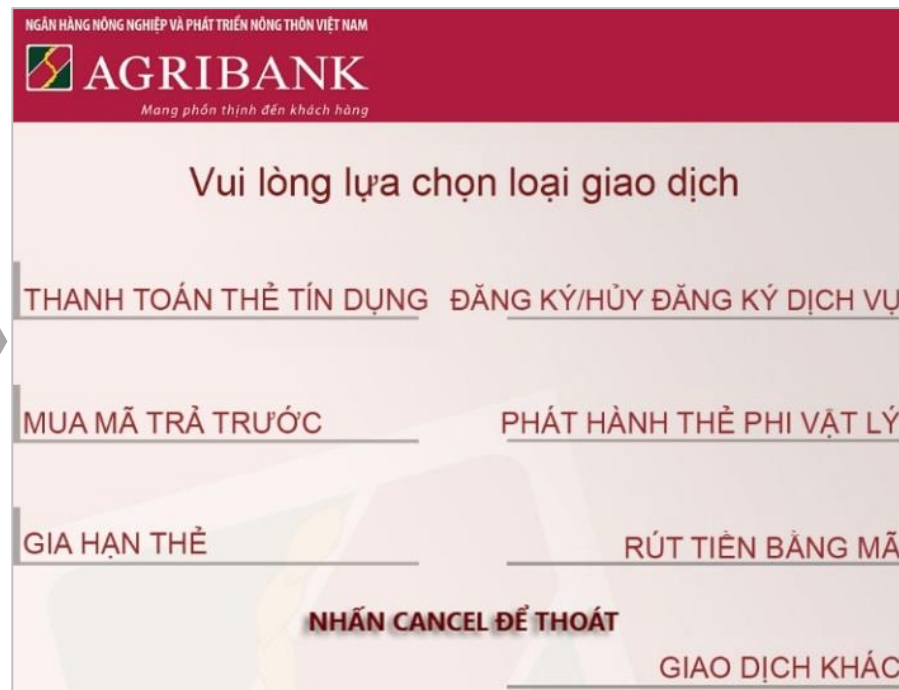 NGÂN HÀNG NÔNG NGHIỆP VÀ PHÁT TRIỂN NÔNG THÔN VIỆT NAM
AGRIBANK
Mang phồn thịnh đến khách hàng
Vui lòng lựa chọn loại giao dịch
THANH TOÁN THẺ TÍN DỤNG ĐĂNG KÝ/HỦY ĐĂNG KÝ DỊCH VỤ
MUA MÃ TRẢ TRƯỚC PHÁT HÀNH THẺ PHI VẬT LÝ
GIA HẠN THẺ RÚT TIỀN BẰNG MÃ
NHẤN CANCEL ĐỂ THOÁT
GIAO DỊCH KHÁC